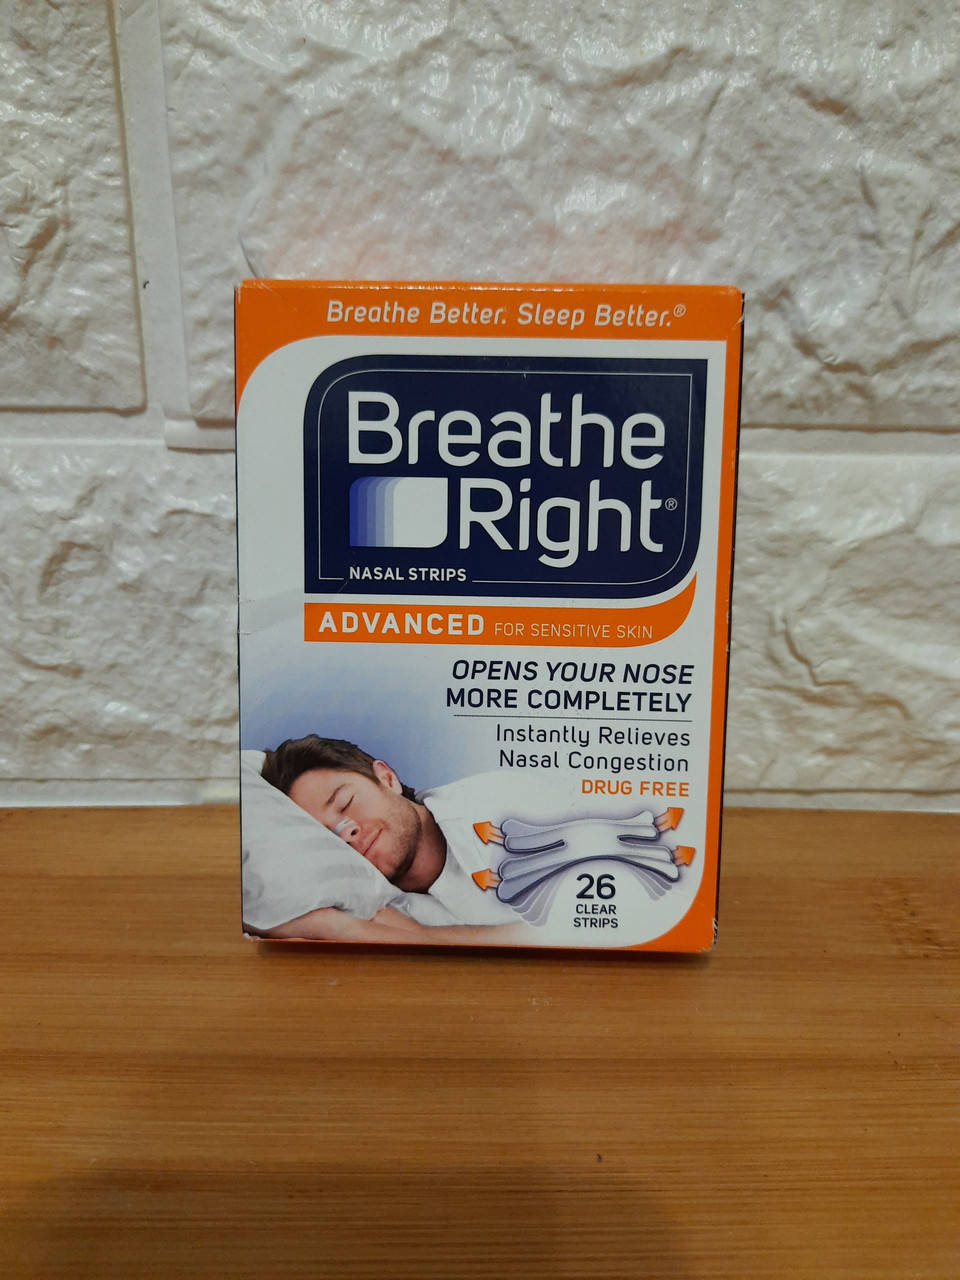 Breathe Better. Sleep Better.®
Breathe
Right®
NASAL STRIPS
ADVANCED FOR SENSITIVE SKIN
OPENS YOUR NOSE
MORE COMPLETELY
Instantly Relieves
Nasal Congestion
DRUG FREE
26
CLEAR
STRIPS